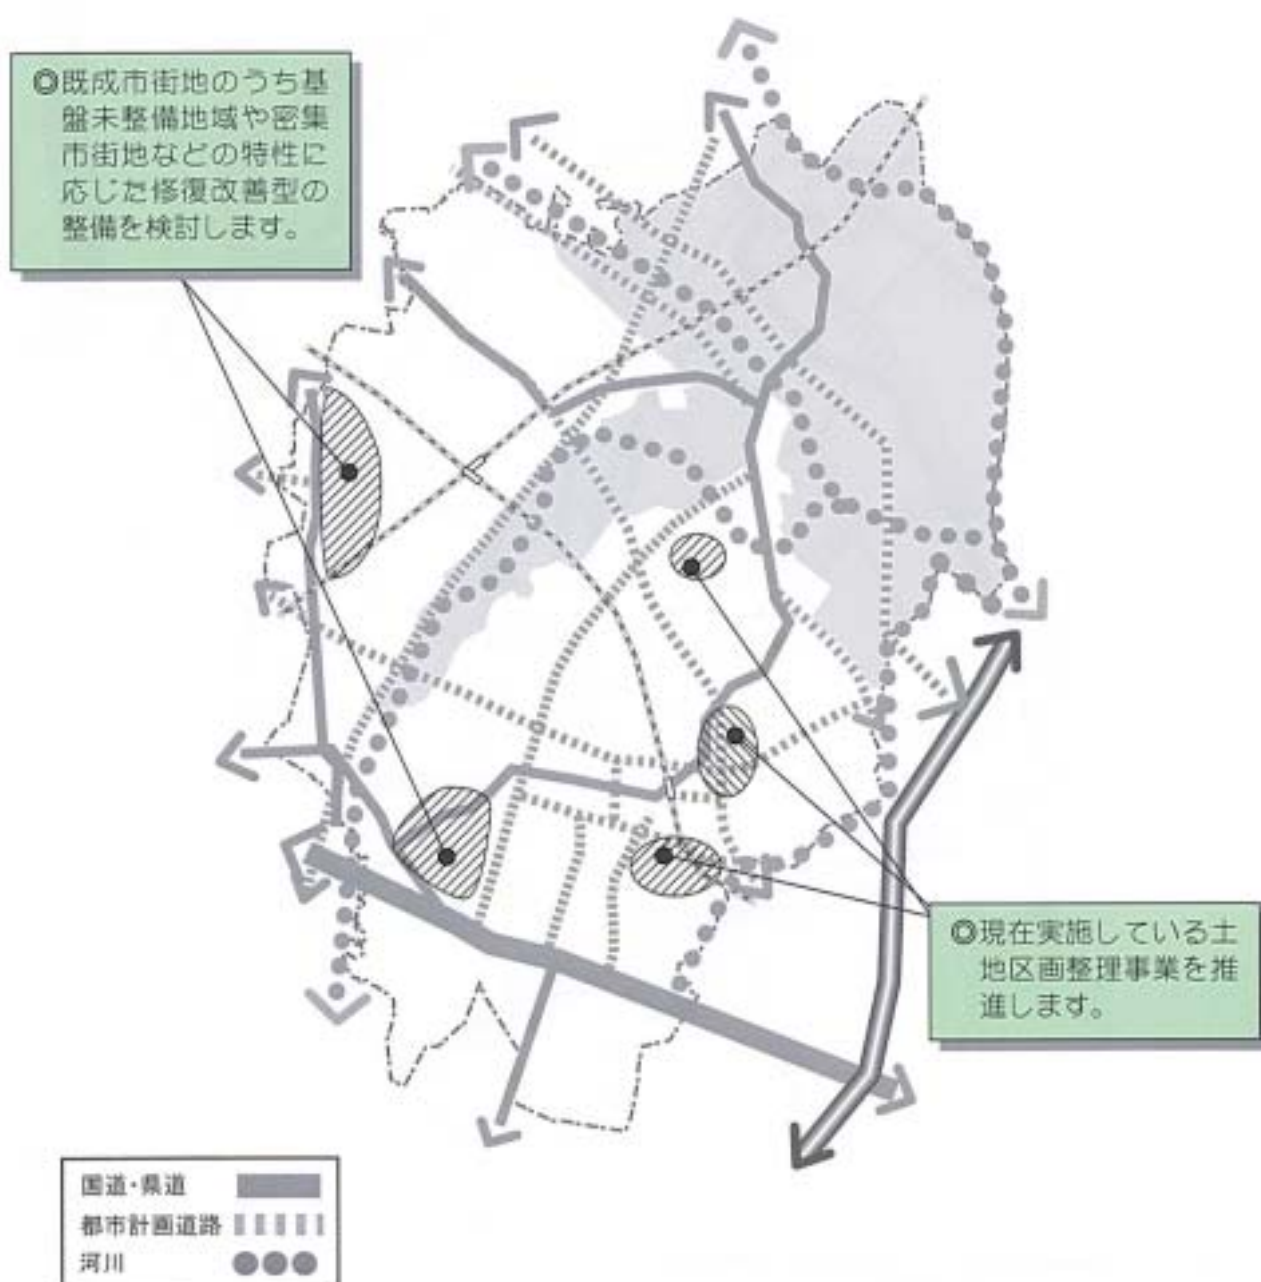 ◎既成市街地のうち基
盤未整備地域や密集
市街地などの特性に
応じた修復改善型の
整備を検討します。
◎現在実施している土
地区画整理事業を推
進します。
国道・県道
都市計画道路
河川